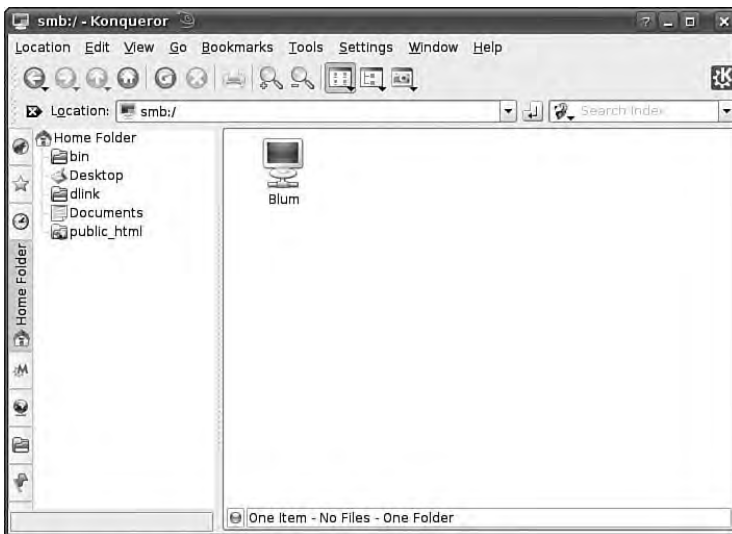 smb:/ - Konqueror
Location Edit View Go Bookmarks Tools Settings Window Help
Location: smb:/
Search Index
Home Folder
bin
Desktop
dlink
Documents
public_html
Home Folder
Blum
One Item - No Files - One Folder